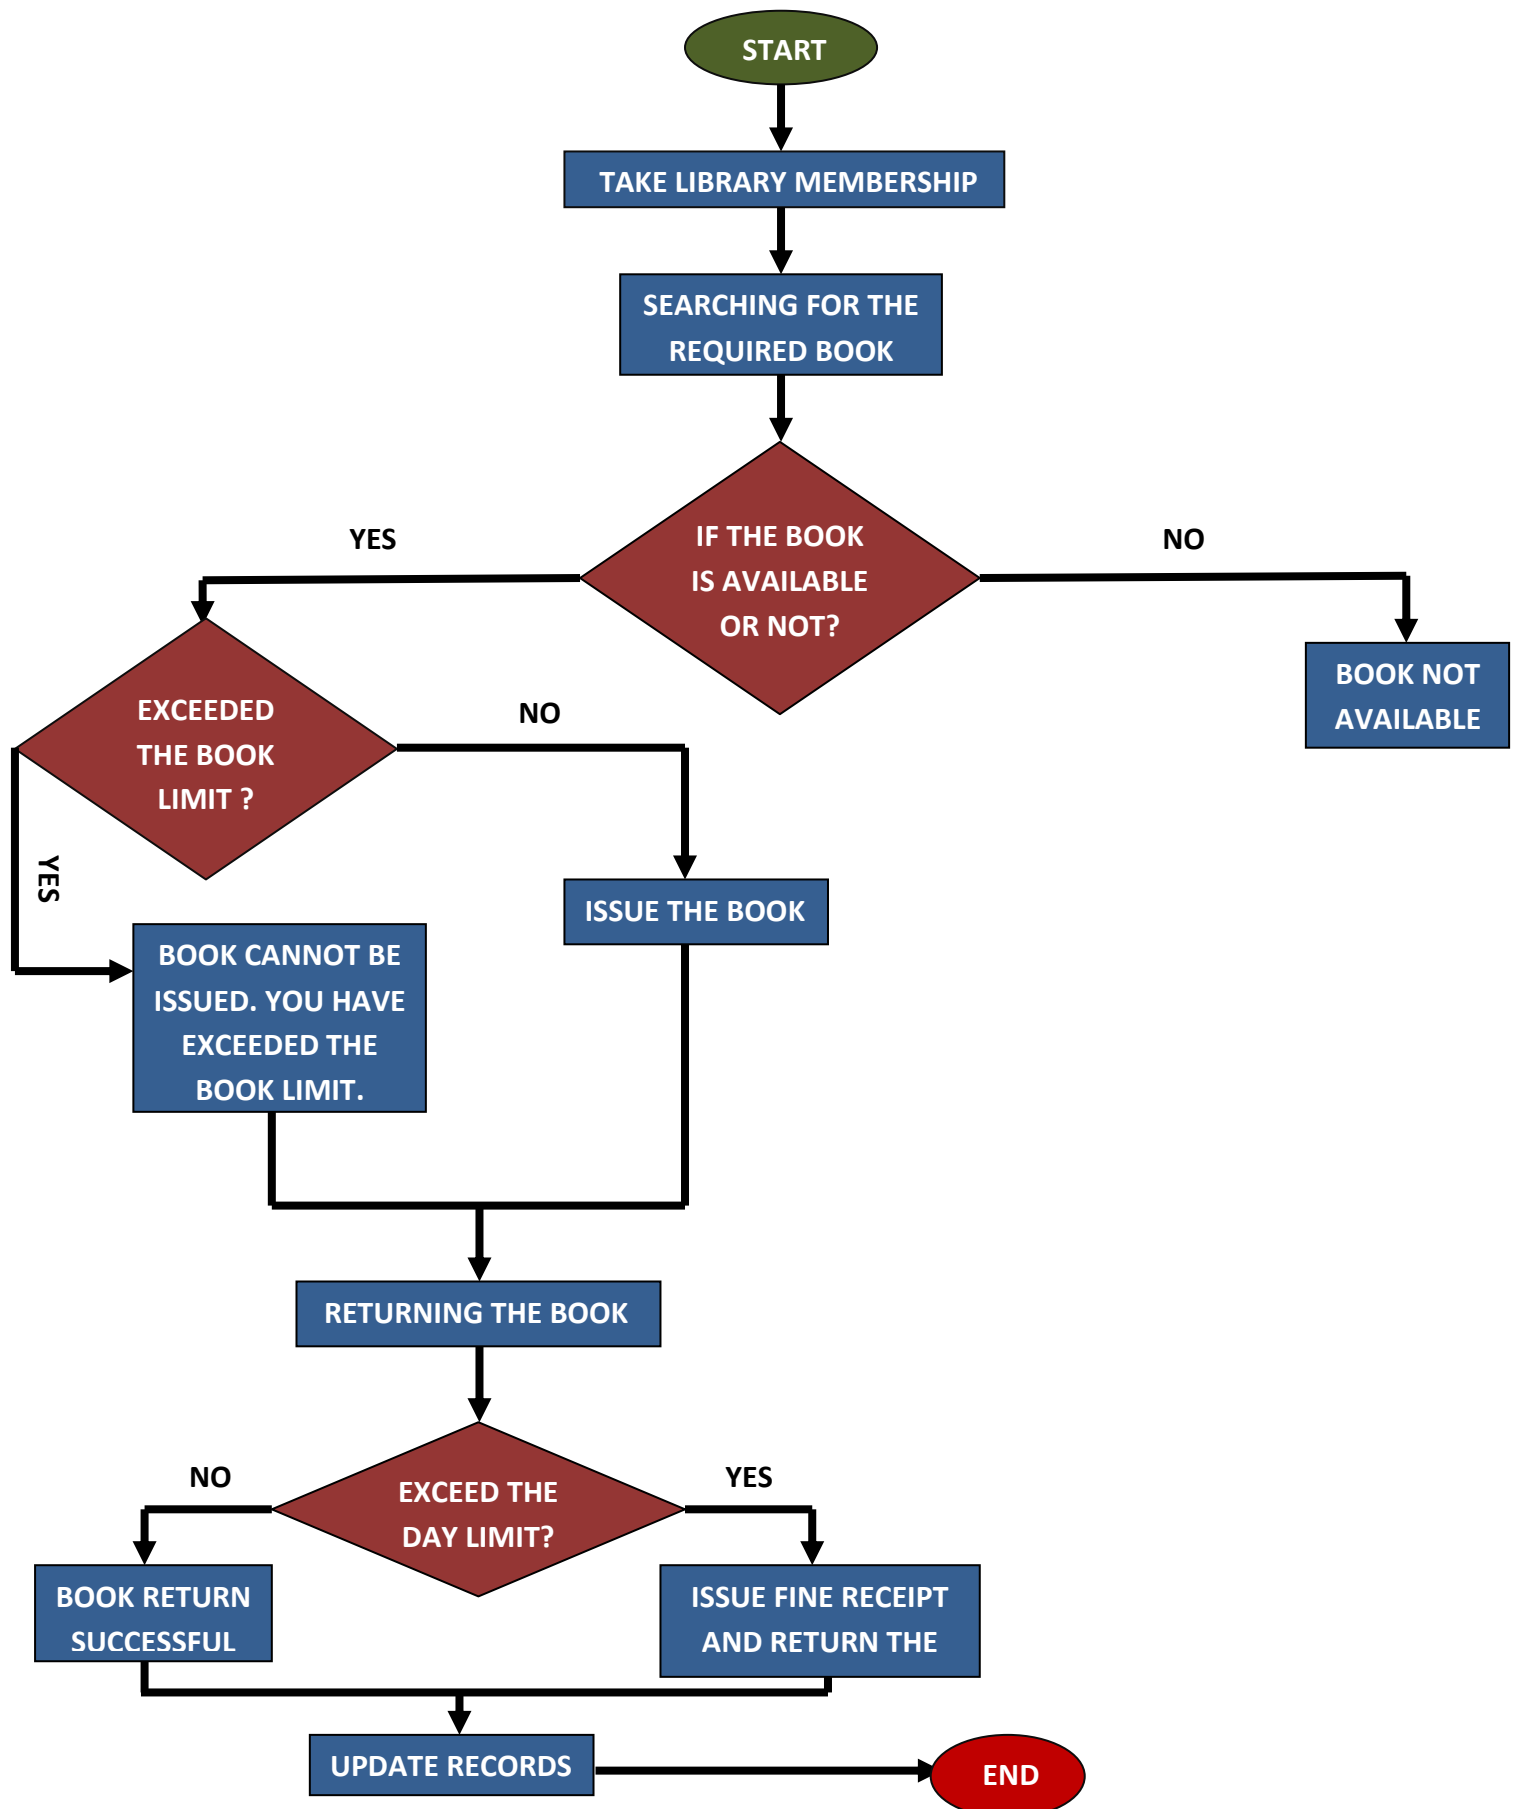 START
TAKE LIBRARY MEMBERSHIP
SEARCHING FOR THE
REQUIRED BOOK
IF THE BOOK
IS AVAILABLE
OR NOT?
YES
NO
BOOK NOT
AVAILABLE
EXCEEDED
THE BOOK
LIMIT ?
NO
YES
ISSUE THE BOOK
BOOK CANNOT BE
ISSUED. YOU HAVE
EXCEEDED THE
BOOK LIMIT.
RETURNING THE BOOK
EXCEED THE
DAY LIMIT?
NO
YES
BOOK RETURN
SUCCESSFUL
ISSUE FINE RECEIPT
AND RETURN THE
UPDATE RECORDS
END